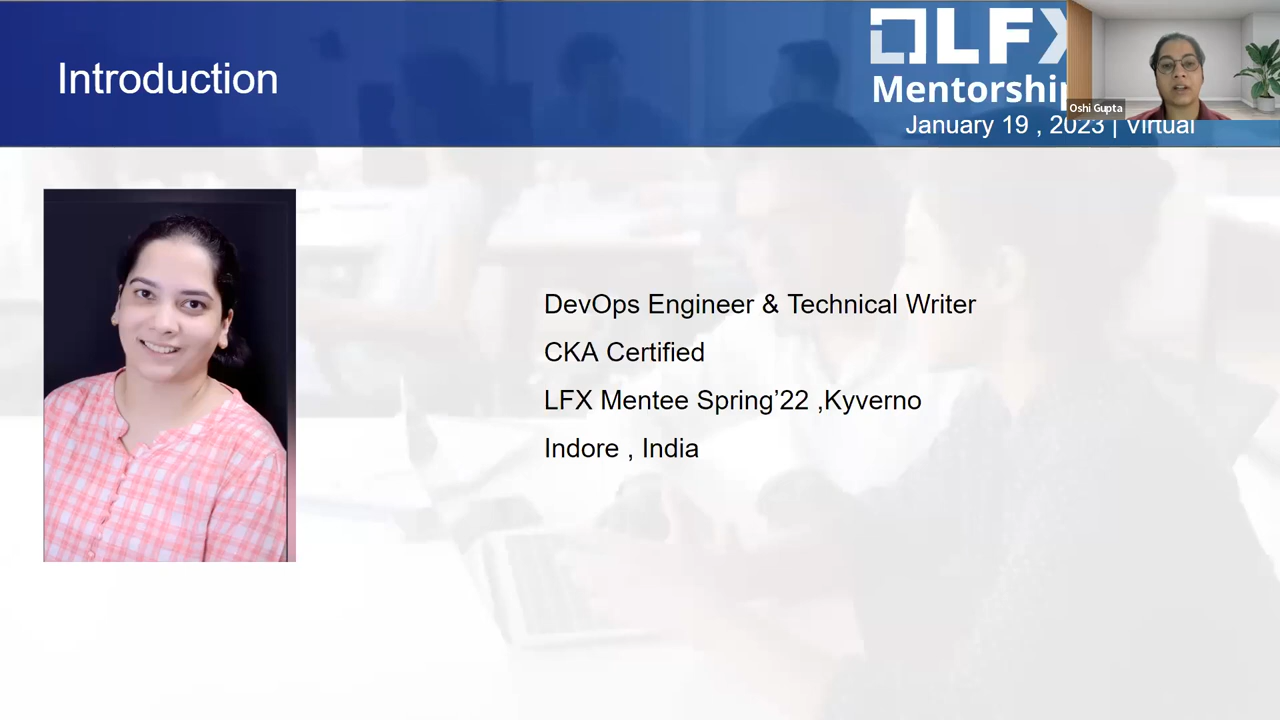 Introduction
LFX
Mentorship
Oshi Gupta
January 19 , 2023 | Virtual
DevOps Engineer & Technical Writer
CKA Certified
LFX Mentee Spring’22 ,Kyverno
Indore , India